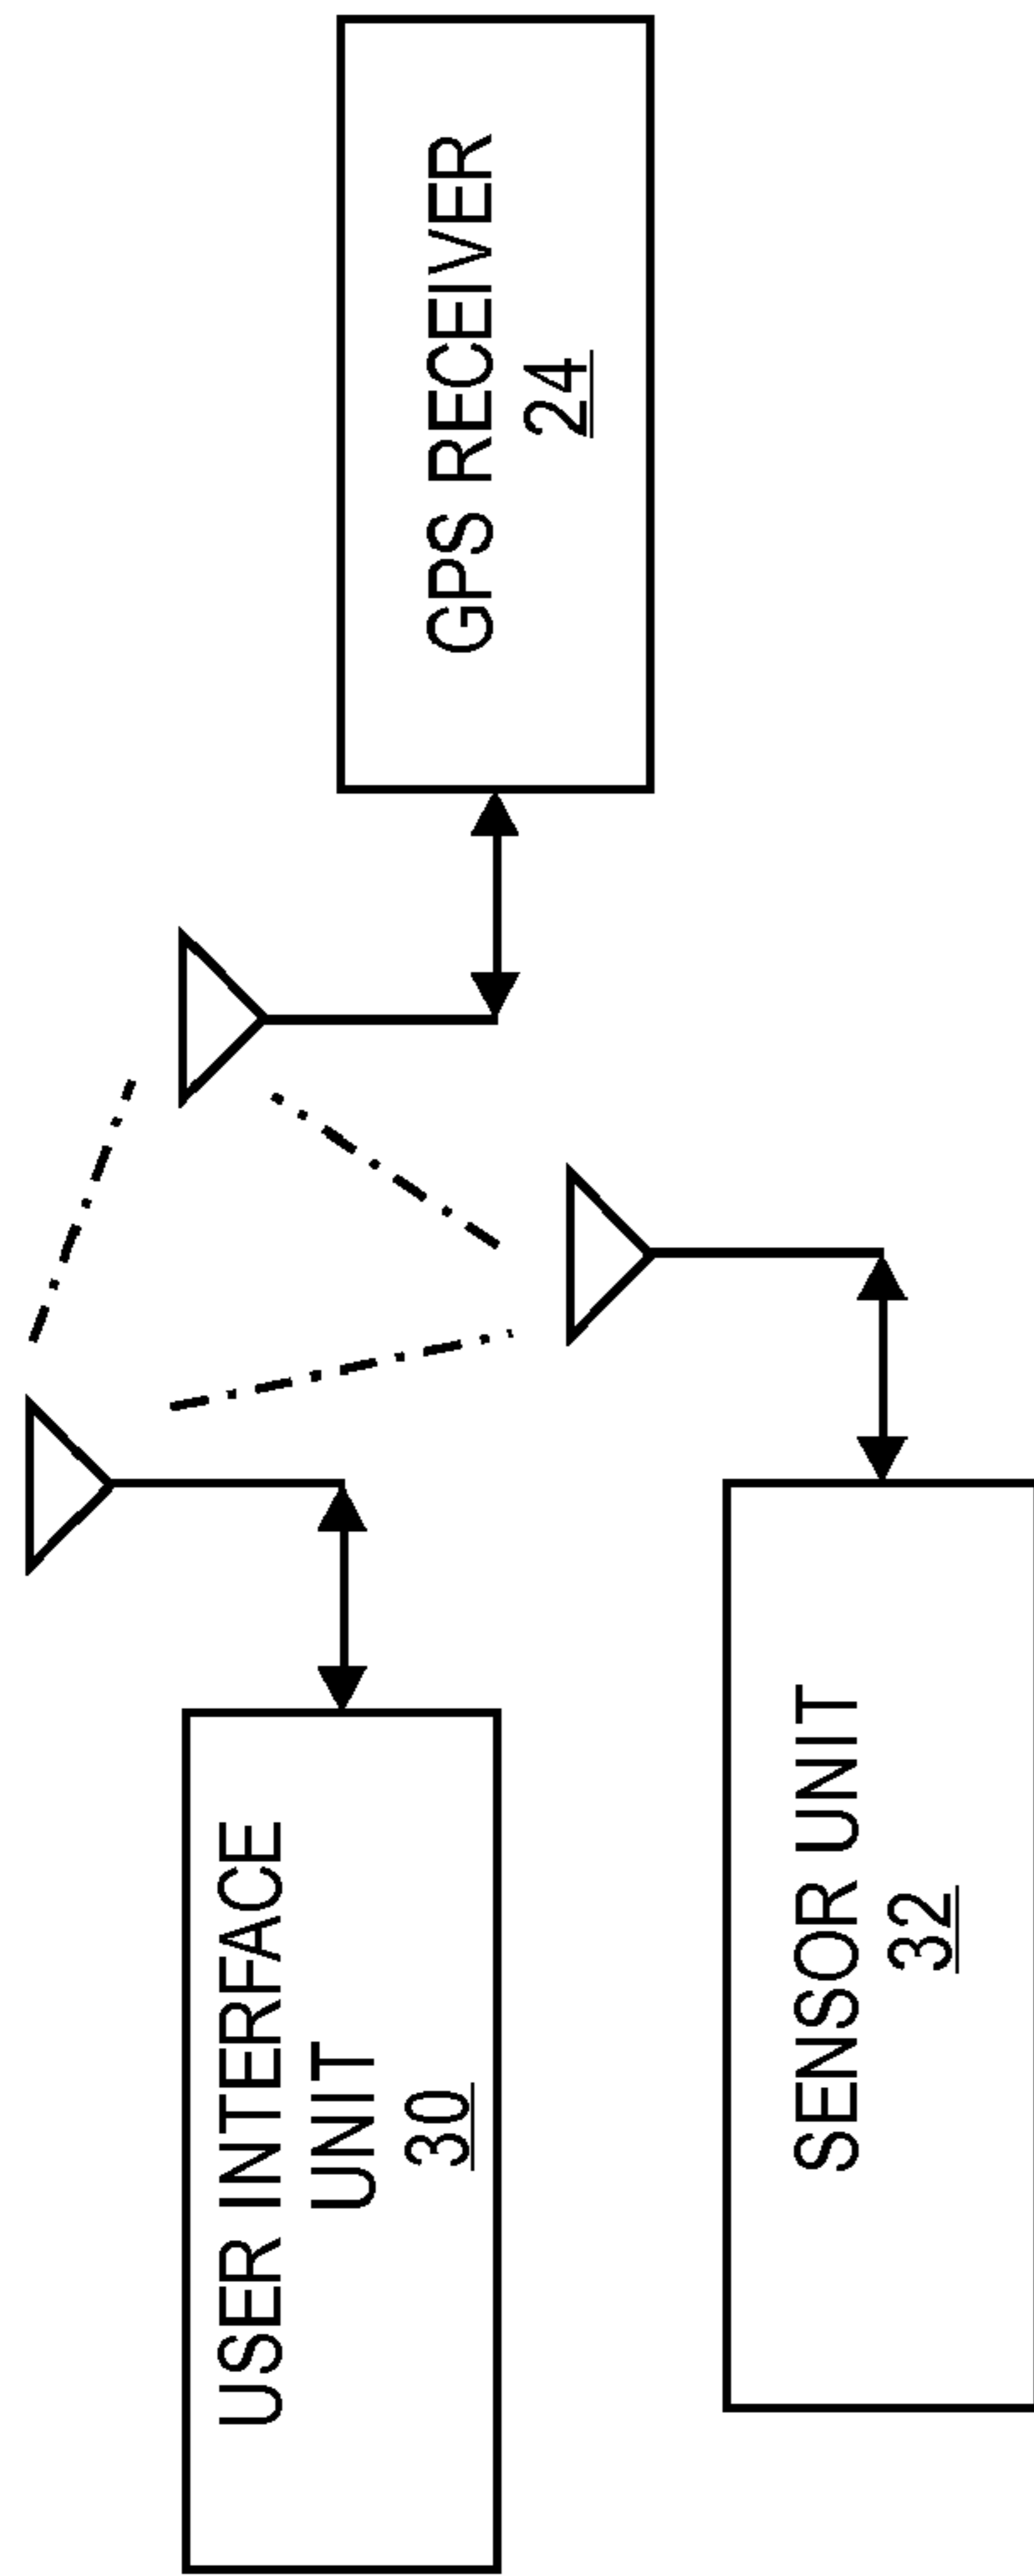 USER INTERFACE
UNIT
30
GPS RECEIVER
24
SENSOR UNIT
32